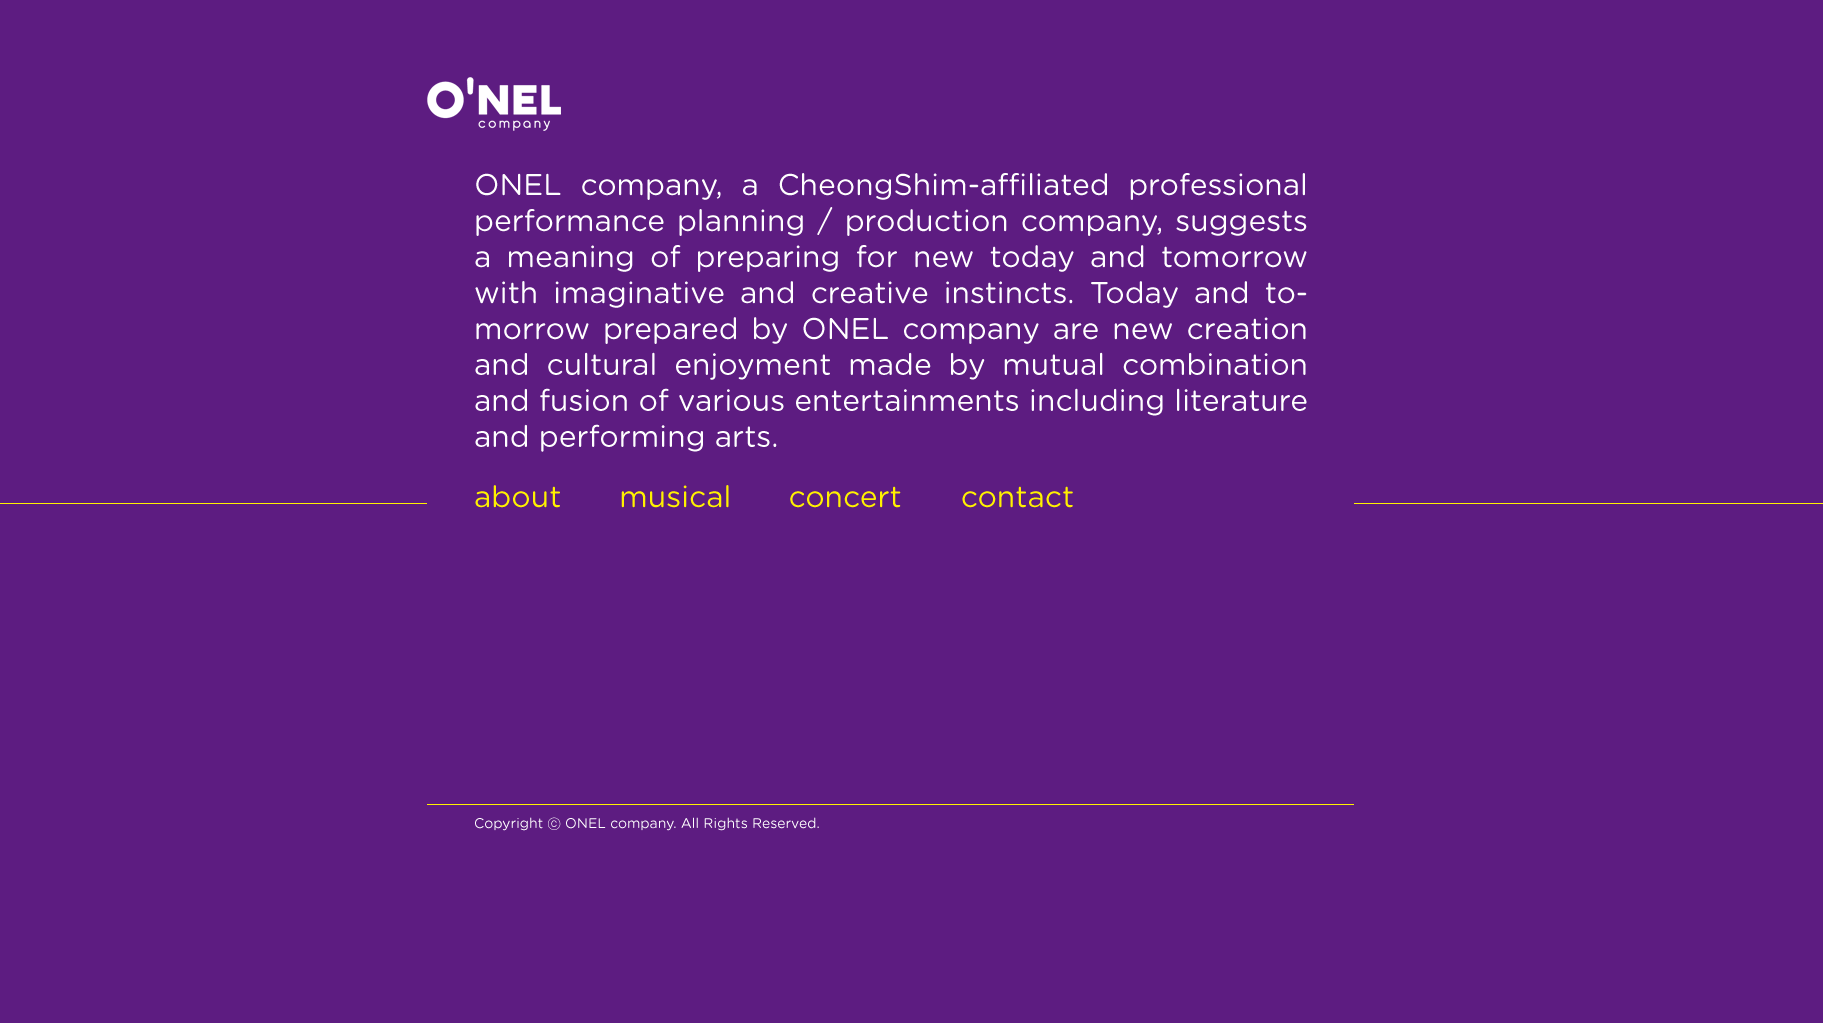 O'NEL
company
ONEL company, a CheongShim-affiliated professional
performance planning / production company, suggests
a meaning of preparing for new today and tomorrow
with imaginative and creative instincts. Today and to-
morrow prepared by ONEL company are new creation
and cultural enjoyment made by mutual combination
and fusion of various entertainments including literature
and performing arts.
about musical concert contact
Copyright ⓒ ONEL company. All Rights Reserved.